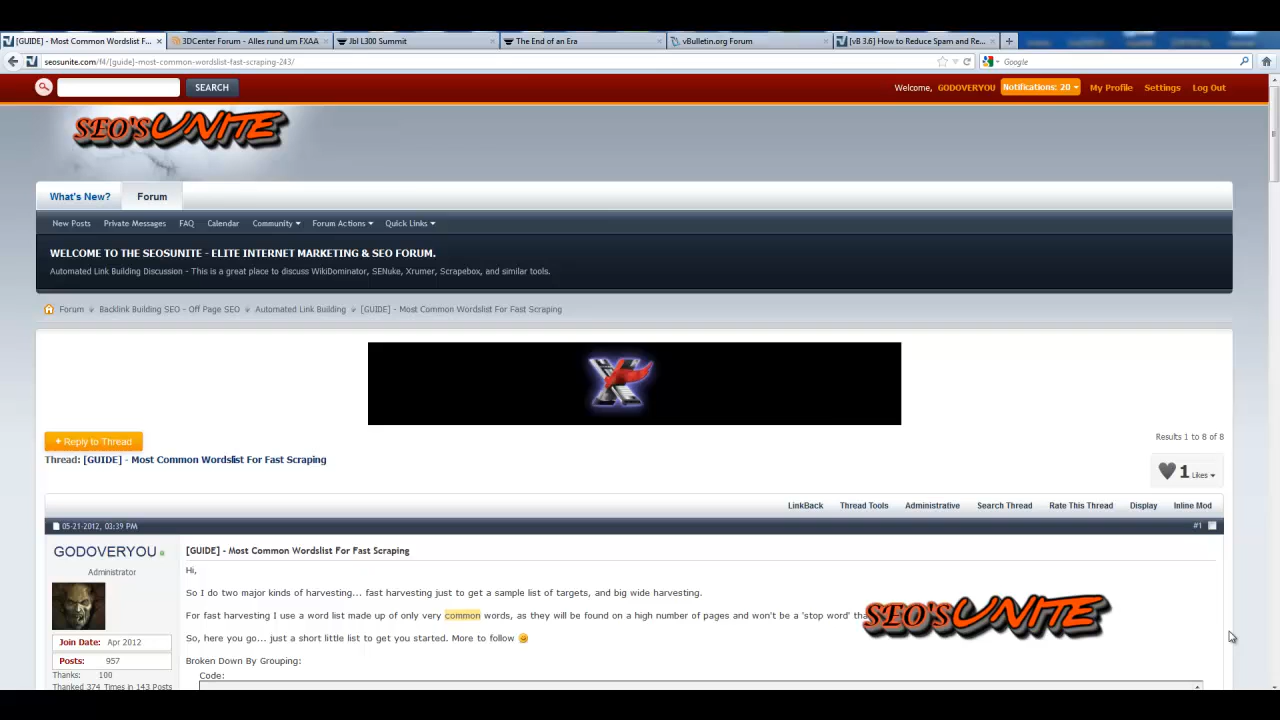 [GUIDE] - Most Common Wordslist F... × 3DCenter Forum - Alles rund um FXAA × Jbl L300 Summit × The End of an Era × vBulletin.org Forum × [vB 3.6] How to Reduce Spam and Re... × +
seosunite.com/f4/[guide]-most-common-wordslist-fast-scraping-243/ Google
SEARCH Welcome, GODOVERYOU Notifications: 20 My Profile Settings Log Out
SEO'S UNITE
What's New? Forum
New Posts Private Messages FAQ Calendar Community Forum Actions Quick Links
WELCOME TO THE SEOSUNITE - ELITE INTERNET MARKETING & SEO FORUM.
Automated Link Building Discussion - This is a great place to discuss WikiDominator, SENuke, Xrumer, Scrapebox, and similar tools.
Forum Backlink Building SEO - Off Page SEO Automated Link Building [GUIDE] - Most Common Wordslist For Fast Scraping
X
+ Reply to Thread Results 1 to 8 of 8
Thread: [GUIDE] - Most Common Wordslist For Fast Scraping
1 Likes
LinkBack Thread Tools Administrative Search Thread Rate This Thread Display Inline Mod
05-21-2012, 03:39 PM #1
GODOVERYOU
Administrator
Join Date: Apr 2012
Posts: 957
Thanks: 100
Thanked 374 Times in 143 Posts
[GUIDE] - Most Common Wordslist For Fast Scraping
Hi,
So I do two major kinds of harvesting... fast harvesting just to get a sample list of targets, and big wide harvesting.
For fast harvesting I use a word list made up of only very common words, as they will be found on a high number of pages and won't be a 'stop word'
SEO'S UNITE
So, here you go... just a short little list to get you started. More to follow
Broken Down By Grouping:
Code: